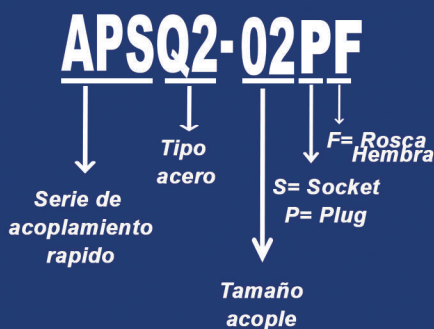 APSQ2-02PF
F= Rosca
Hembra
Tipo
acero
S= Socket
P= Plug
Serie de
acoplamiento
rapido
Tamaño
acople